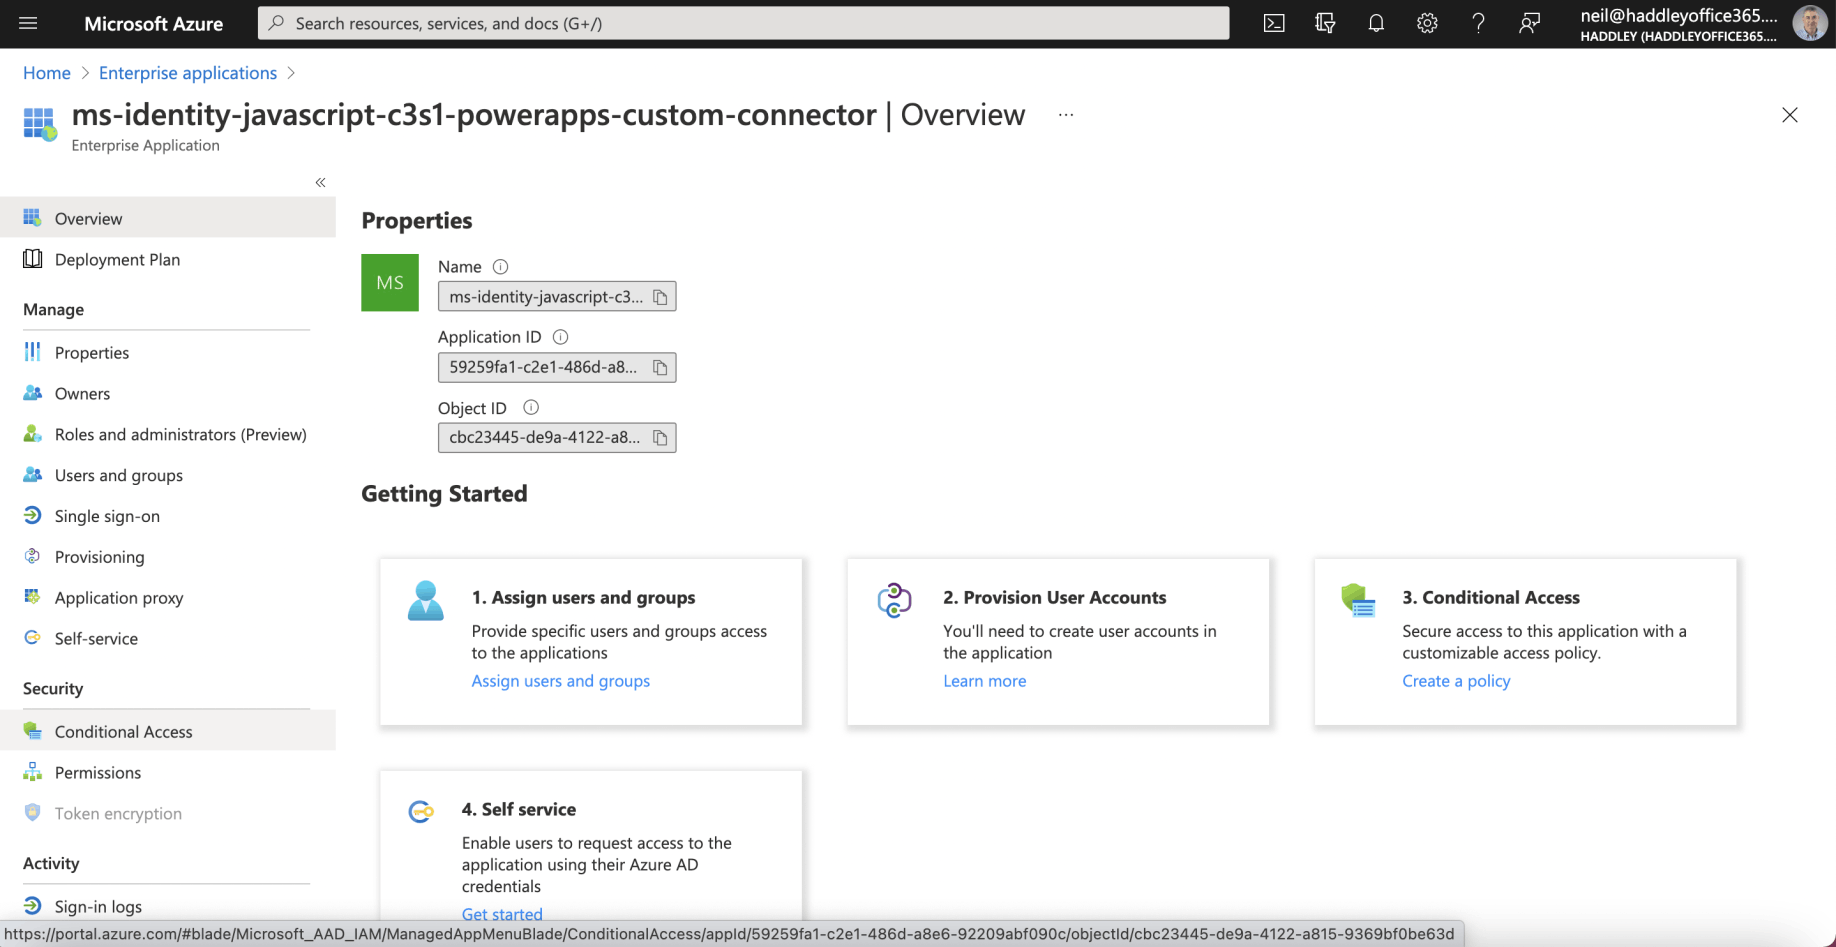 Microsoft Azure
Search resources, services, and docs (G+/)
neil@haddleyoffice365....
HADDLEY (HADDLEYOFFICE365....
Home > Enterprise applications >
ms-identity-javascript-c3s1-powerapps-custom-connector | Overview ...
Enterprise Application
«
Overview
Deployment Plan
Manage
Properties
Owners
Roles and administrators (Preview)
Users and groups
Single sign-on
Provisioning
Application proxy
Self-service
Security
Conditional Access
Permissions
Token encryption
Activity
Sign-in logs
Properties
MS
Name
ms-identity-javascript-c3...
Application ID
59259fa1-c2e1-486d-a8...
Object ID
cbc23445-de9a-4122-a8...
Getting Started
1. Assign users and groups
Provide specific users and groups access
to the applications
Assign users and groups
2. Provision User Accounts
You'll need to create user accounts in
the application
Learn more
3. Conditional Access
Secure access to this application with a
customizable access policy.
Create a policy
4. Self service
Enable users to request access to the
application using their Azure AD
credentials
Get started
https://portal.azure.com/#blade/Microsoft_AAD_IAM/ManagedAppMenuBlade/ConditionalAccess/appId/59259fa1-c2e1-486d-a8e6-92209abf090c/objectId/cbc23445-de9a-4122-a815-9369bf0be63d